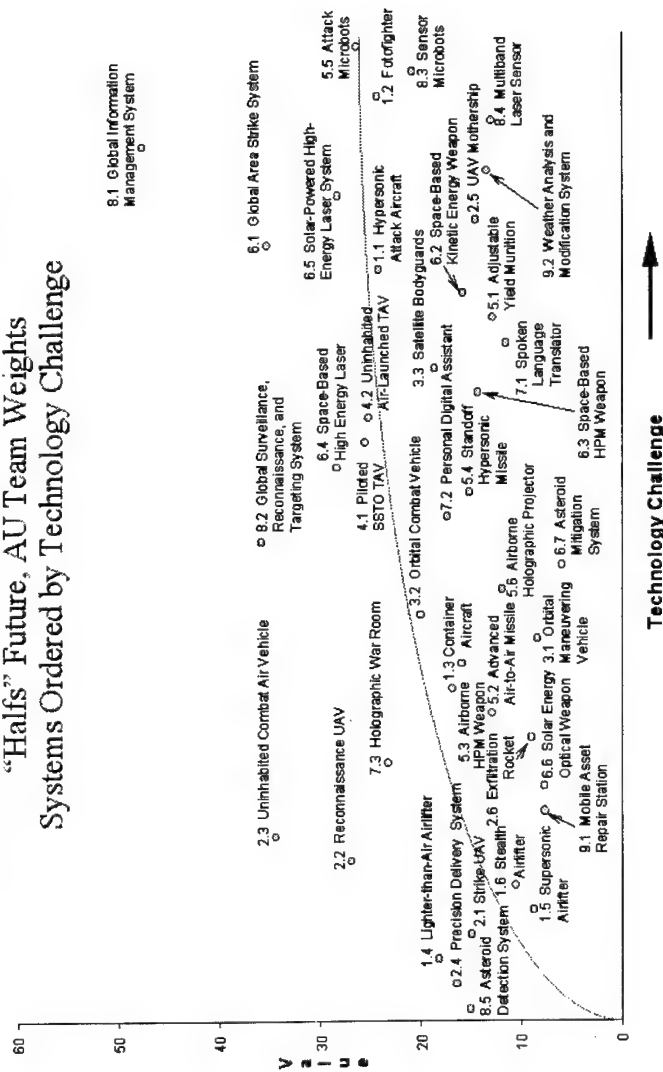 “Halfs” Future, AU Team Weights
Systems Ordered by Technology Challenge
60
50
40
30
20
10
0
Value
8.1 Global Information
Management System
6.1 Global Area Strike System
5.5 Attack
Microbots
8.2 Global Surveillance,
Reconnaissance, and
Targeting System
6.5 Solar-Powered High-
Energy Laser System
2.3 Uninhabited Combat Air Vehicle
6.4 Space-Based
High Energy Laser
2.2 Reconnaissance UAV
4.1 Piloted
SSTO TAV
4.2 Uninhabited
Air-Launched TAV
1.1 Hypersonic
Attack Aircraft
1.2 Fotofighter
7.3 Holographic War Room
8.3 Sensor
Microbots
3.2 Orbital Combat Vehicle
3.3 Satellite Bodyguards
6.2 Space-Based
Kinetic Energy Weapon
1.4 Lighter-than-Air Airlifter
2.4 Precision Delivery System
1.3 Container
Aircraft
7.2 Personal Digital Assistant
2.5 UAV Mothership
8.5 Asteroid
Detection System
2.1 Strike UAV
5.3 Airborne
HPM Weapon
5.4 Standoff
Hypersonic
Missile
8.4 Multiband
Laser Sensor
1.6 Stealth
Airlifter
2.6 Exfiltration
Rocket
5.2 Advanced
Air-to-Air Missile
5.6 Airborne
Holographic Projector
5.1 Adjustable
Yield Munition
7.1 Spoken
Language
Translator
9.2 Weather Analysis and
Modification System
1.5 Supersonic
Airlifter
6.6 Solar Energy
Optical Weapon
3.1 Orbital
Maneuvering
Vehicle
6.7 Asteroid
Mitigation
System
6.3 Space-Based
HPM Weapon
9.1 Mobile Asset
Repair Station
Technology Challenge